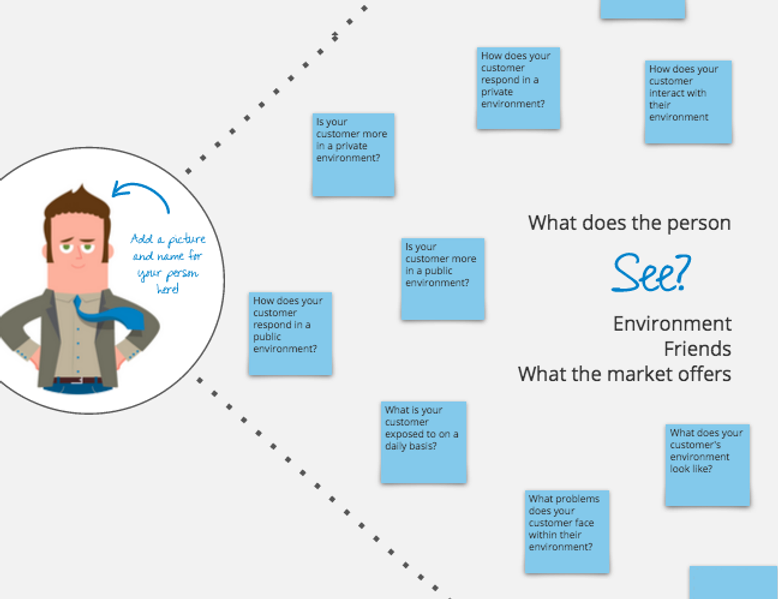 How does your
customer
respond in a
private
environment?
How does your
customer
interact with
their
environment
Is your
customer more
in a private
environment?
Add a picture
and name for
your person
here!
What does the person
See?
Environment
Friends
What the market offers
Is your
customer more
in a public
environment?
How does your
customer
respond in a
public
environment?
What is your
customer
exposed to on a
daily basis?
What does your
customer's
environment
look like?
What problems
does your
customer face
within their
environment?